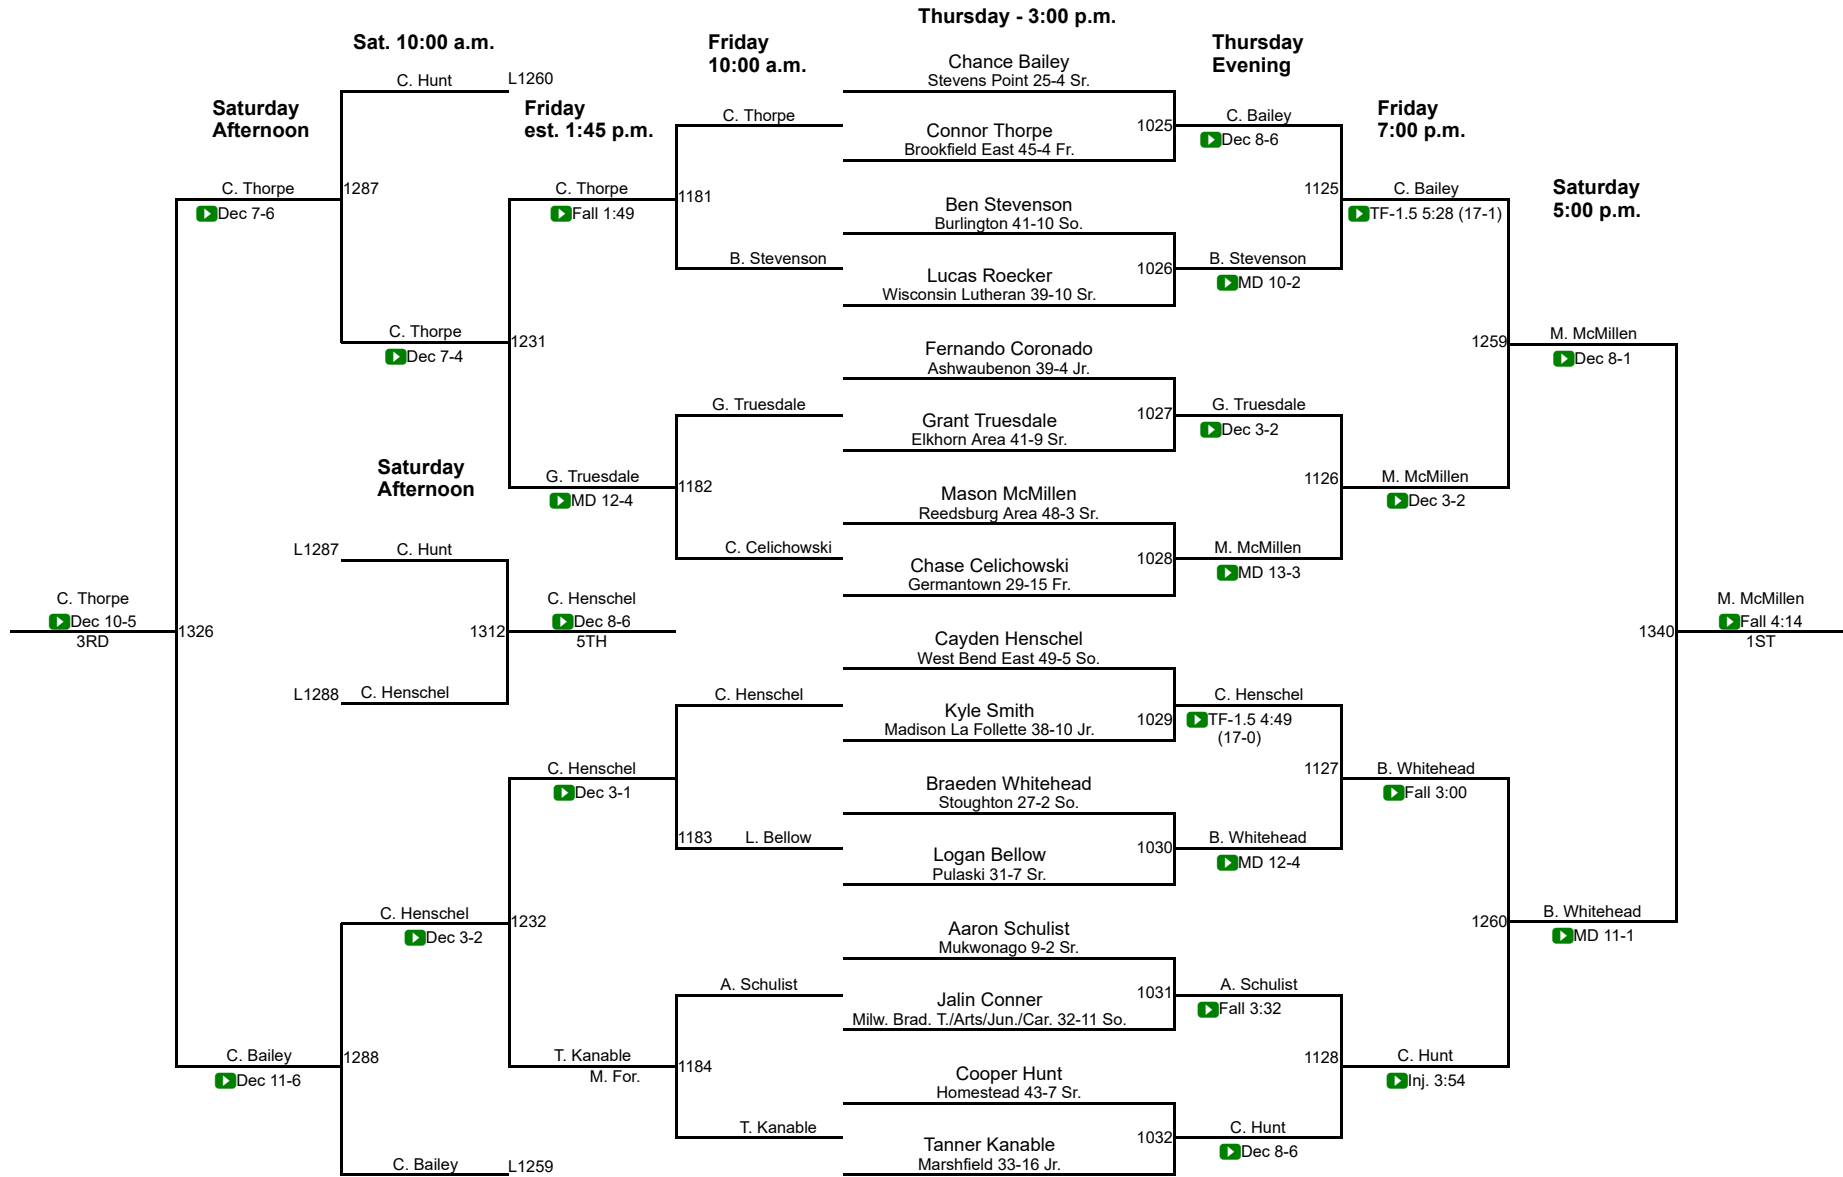 Thursday - 3:00 p.m.
Sat. 10:00 a.m.
Friday
10:00 a.m.
Thursday
Evening
Saturday
Afternoon
Friday
est. 1:45 p.m.
Friday
7:00 p.m.
Saturday
5:00 p.m.
Saturday
Afternoon
Chance Bailey
Stevens Point 25-4 Sr.
1025
Connor Thorpe
Brookfield East 45-4 Fr.
Ben Stevenson
Burlington 41-10 So.
1026
Lucas Roecker
Wisconsin Lutheran 39-10 Sr.
Fernando Coronado
Ashwaubenon 39-4 Jr.
1027
Grant Truesdale
Elkhorn Area 41-9 Sr.
Mason McMillen
Reedsburg Area 48-3 Sr.
1028
Chase Celichowski
Germantown 29-15 Fr.
Cayden Henschel
West Bend East 49-5 So.
1029
Kyle Smith
Madison La Follette 38-10 Jr.
Braeden Whitehead
Stoughton 27-2 So.
1030
Logan Bellow
Pulaski 31-7 Sr.
Aaron Schulist
Mukwonago 9-2 Sr.
1031
Jalin Conner
Milw. Brad. T./Arts/Jun./Car. 32-11 So.
Cooper Hunt
Homestead 43-7 Sr.
1032
Tanner Kanable
Marshfield 33-16 Jr.
C. Bailey
Dec 8-6
1125
B. Stevenson
MD 10-2
G. Truesdale
Dec 3-2
1126
M. McMillen
MD 13-3
C. Henschel
TF-1.5 4:49
(17-0)
1127
B. Whitehead
MD 12-4
A. Schulist
Fall 3:32
1128
C. Hunt
Dec 8-6
C. Bailey
TF-1.5 5:28 (17-1)
1259
M. McMillen
Dec 3-2
B. Whitehead
Fall 3:00
1260
C. Hunt
Inj. 3:54
M. McMillen
Dec 8-1
1340
B. Whitehead
MD 11-1
M. McMillen
Fall 4:14
1ST
C. Thorpe
1181
B. Stevenson
G. Truesdale
1182
C. Celichowski
C. Henschel
1183
L. Bellow
A. Schulist
1184
T. Kanable
C. Thorpe
Fall 1:49
1231
G. Truesdale
MD 12-4
C. Henschel
Dec 3-1
1232
T. Kanable
M. For.
C. Hunt
L1260
1287
C. Thorpe
Dec 7-4
C. Henschel
Dec 3-2
1288
C. Bailey
L1259
C. Thorpe
Dec 7-6
1326
C. Bailey
Dec 11-6
C. Thorpe
Dec 10-5
3RD
L1287
C. Hunt
1312
L1288
C. Henschel
C. Henschel
Dec 8-6
5TH